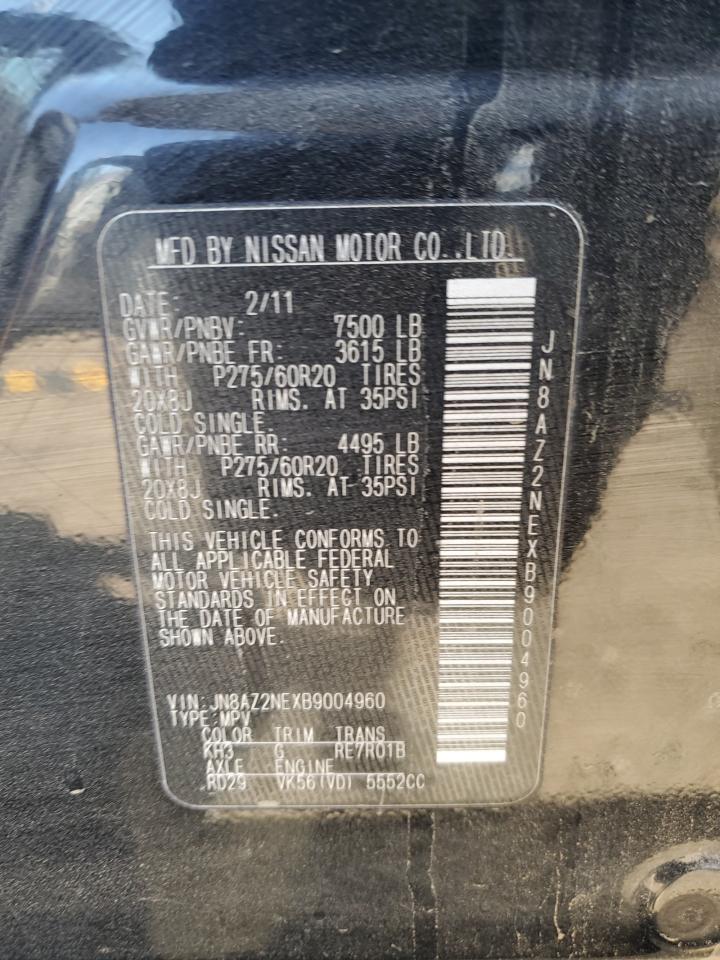 MFD BY NISSAN MOTOR CO.,LTD.
DATE: 2/11
GVWR/PNBV: 7500 LB
GAWR/PNBE FR: 3615 LB
WITH P275/60R20 TIRES
20X8J RIMS. AT 35PSI
COLD SINGLE.
GAWR/PNBE RR: 4495 LB
WITH P275/60R20 TIRES
20X8J RIMS. AT 35PSI
COLD SINGLE.
THIS VEHICLE CONFORMS TO
ALL APPLICABLE FEDERAL
MOTOR VEHICLE SAFETY
STANDARDS IN EFFECT ON
THE DATE OF MANUFACTURE
SHOWN ABOVE.
VIN:JN8AZ2NEXB9004960
TYPE:MPV
COLOR TRIM TRANS
KH3 G RE7R01B
AXLE ENGINE
RD29 VK56(VD) 5552CC
JN8AZ2NEXB9004960